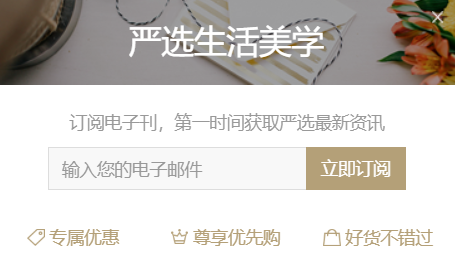 严选生活美学
订阅电子刊，第一时间获取严选最新资讯
输入您的电子邮件 立即订阅
专属优惠 尊享优先购 好货不错过